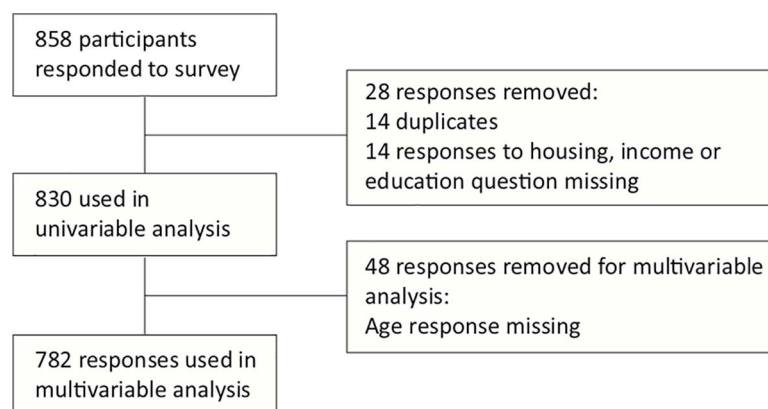 858 participants
responded to survey
28 responses removed:
14 duplicates
14 responses to housing, income or
education question missing
830 used in
univariable analysis
48 responses removed for multivariable
analysis:
Age response missing
782 responses used in
multivariable analysis